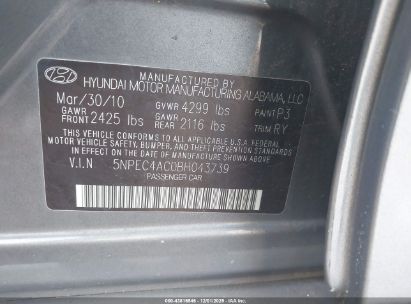 MANUFACTURED BY
HYUNDAI MOTOR MANUFACTURING ALABAMA, LLC
Mar/30/10 GVWR 4299 lbs PAINT P3
GAWR FRONT 2425 lbs GAWR REAR 2116 lbs TRIM RY
THIS VEHICLE CONFORMS TO ALL APPLICABLE U.S.A FEDERAL
MOTOR VEHICLE SAFETY, BUMPER, AND THEFT PREVENTION
STANDARDS IN EFFECT ON THE DATE OF MANUFACTURE
SHOWN ABOVE.
V.I.N 5NPEC4AC0BH043739
PASSENGER CAR